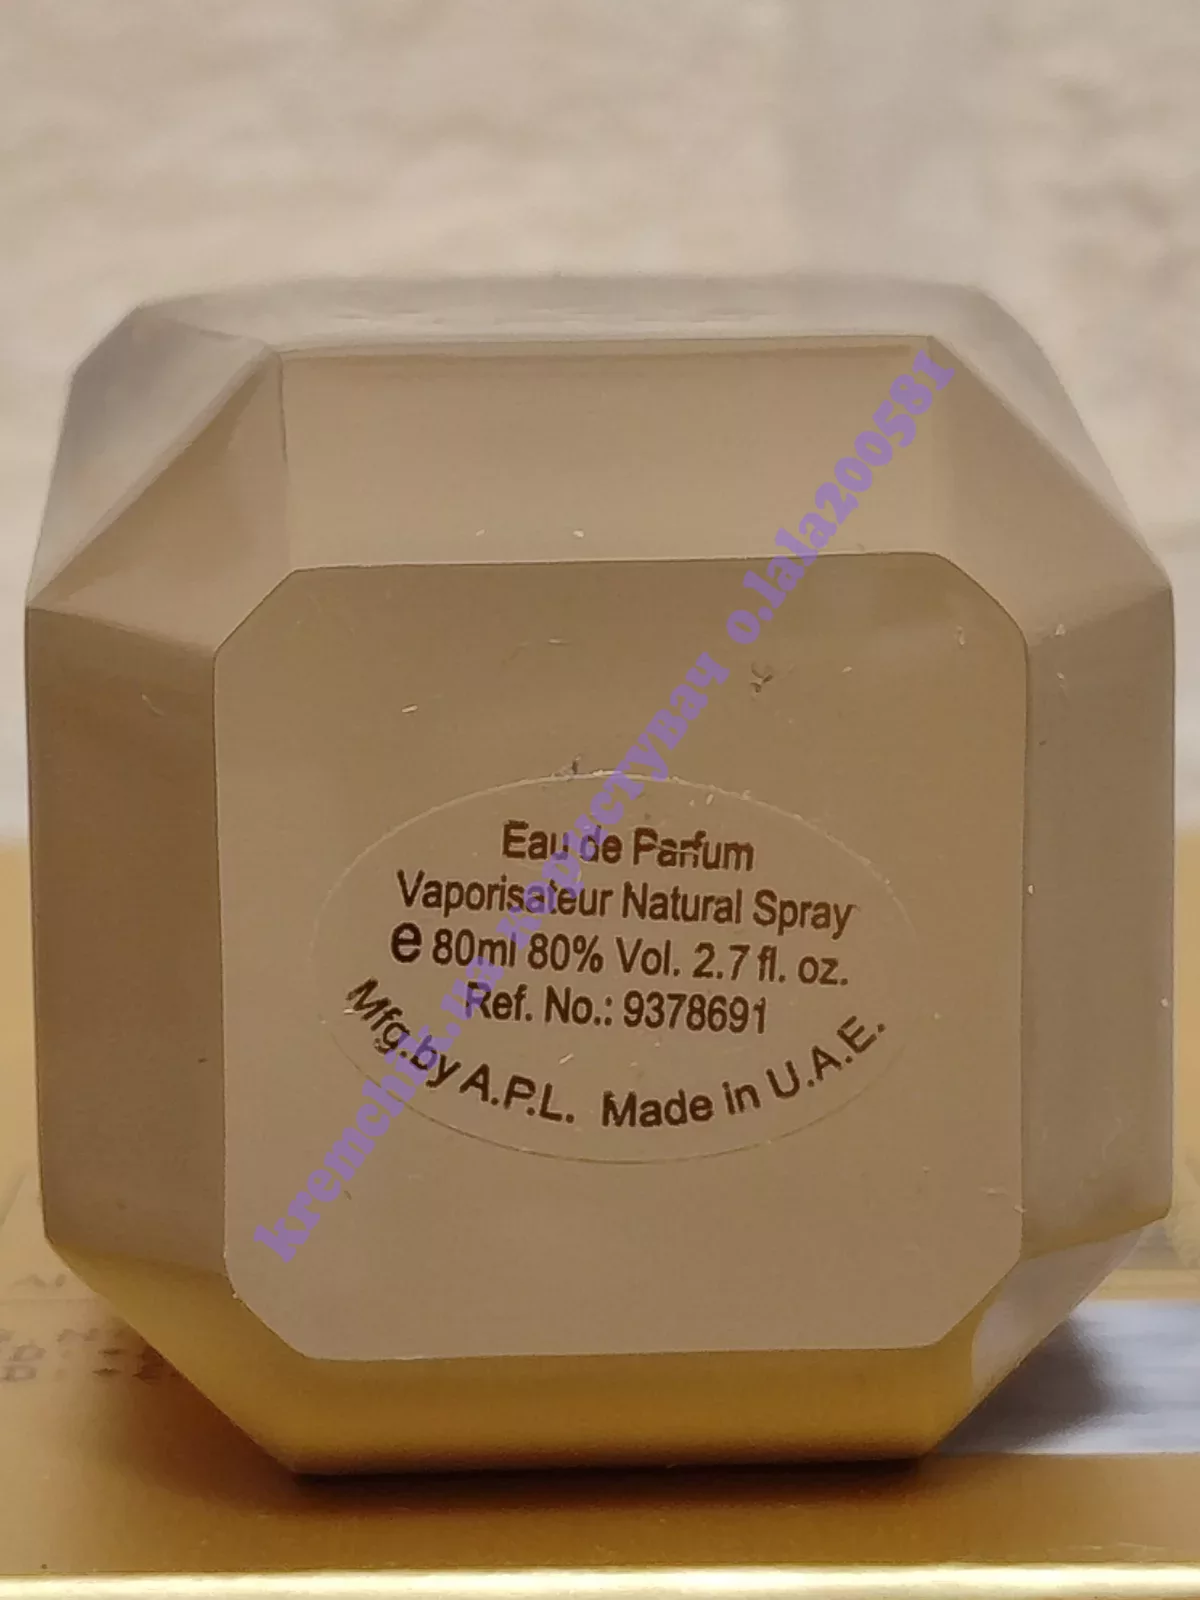 Eau de Parfum
Vaporisateur Natural Spray
e 80ml 80% Vol. 2.7 fl. oz.
Ref. No.: 9378691
Mfg.by A.P.L. Made in U.A.E.
kremchik.ua користувач o.lala200581